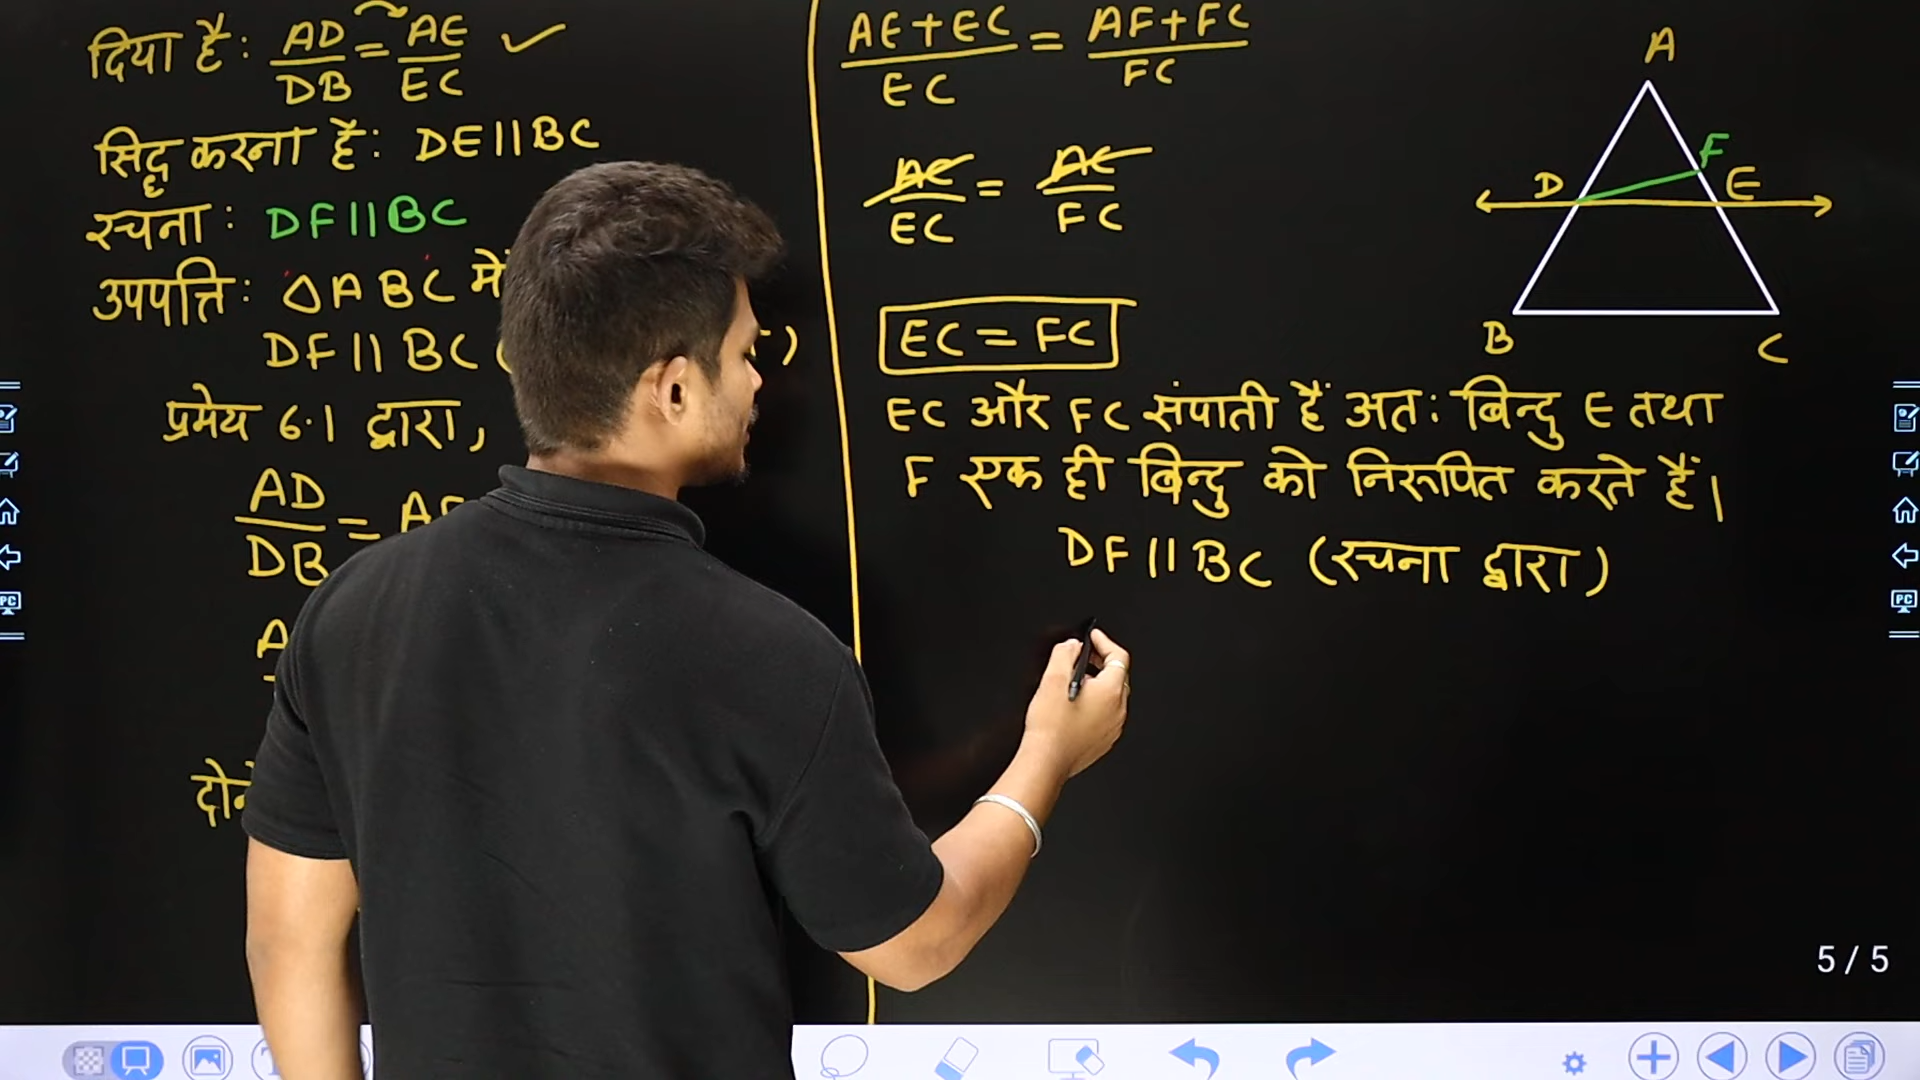 दिया है: AD/DB = AE/EC ✓
सिद्ध करना है: DE||BC
रचना: DF||BC
उपपत्ति: △ABC में
DF||BC (
)
प्रमेय 6.1 द्वारा,
AD/DB =
AE+EC/EC = AF+FC/FC
AC/EC = AC/FC
EC = FC
EC और FC संपाती हैं अतः बिन्दु E तथा
F एक ही बिन्दु को निरूपित करते हैं।
DF||BC (रचना द्वारा)
A
F
D E
B C
5 / 5
PC
PC